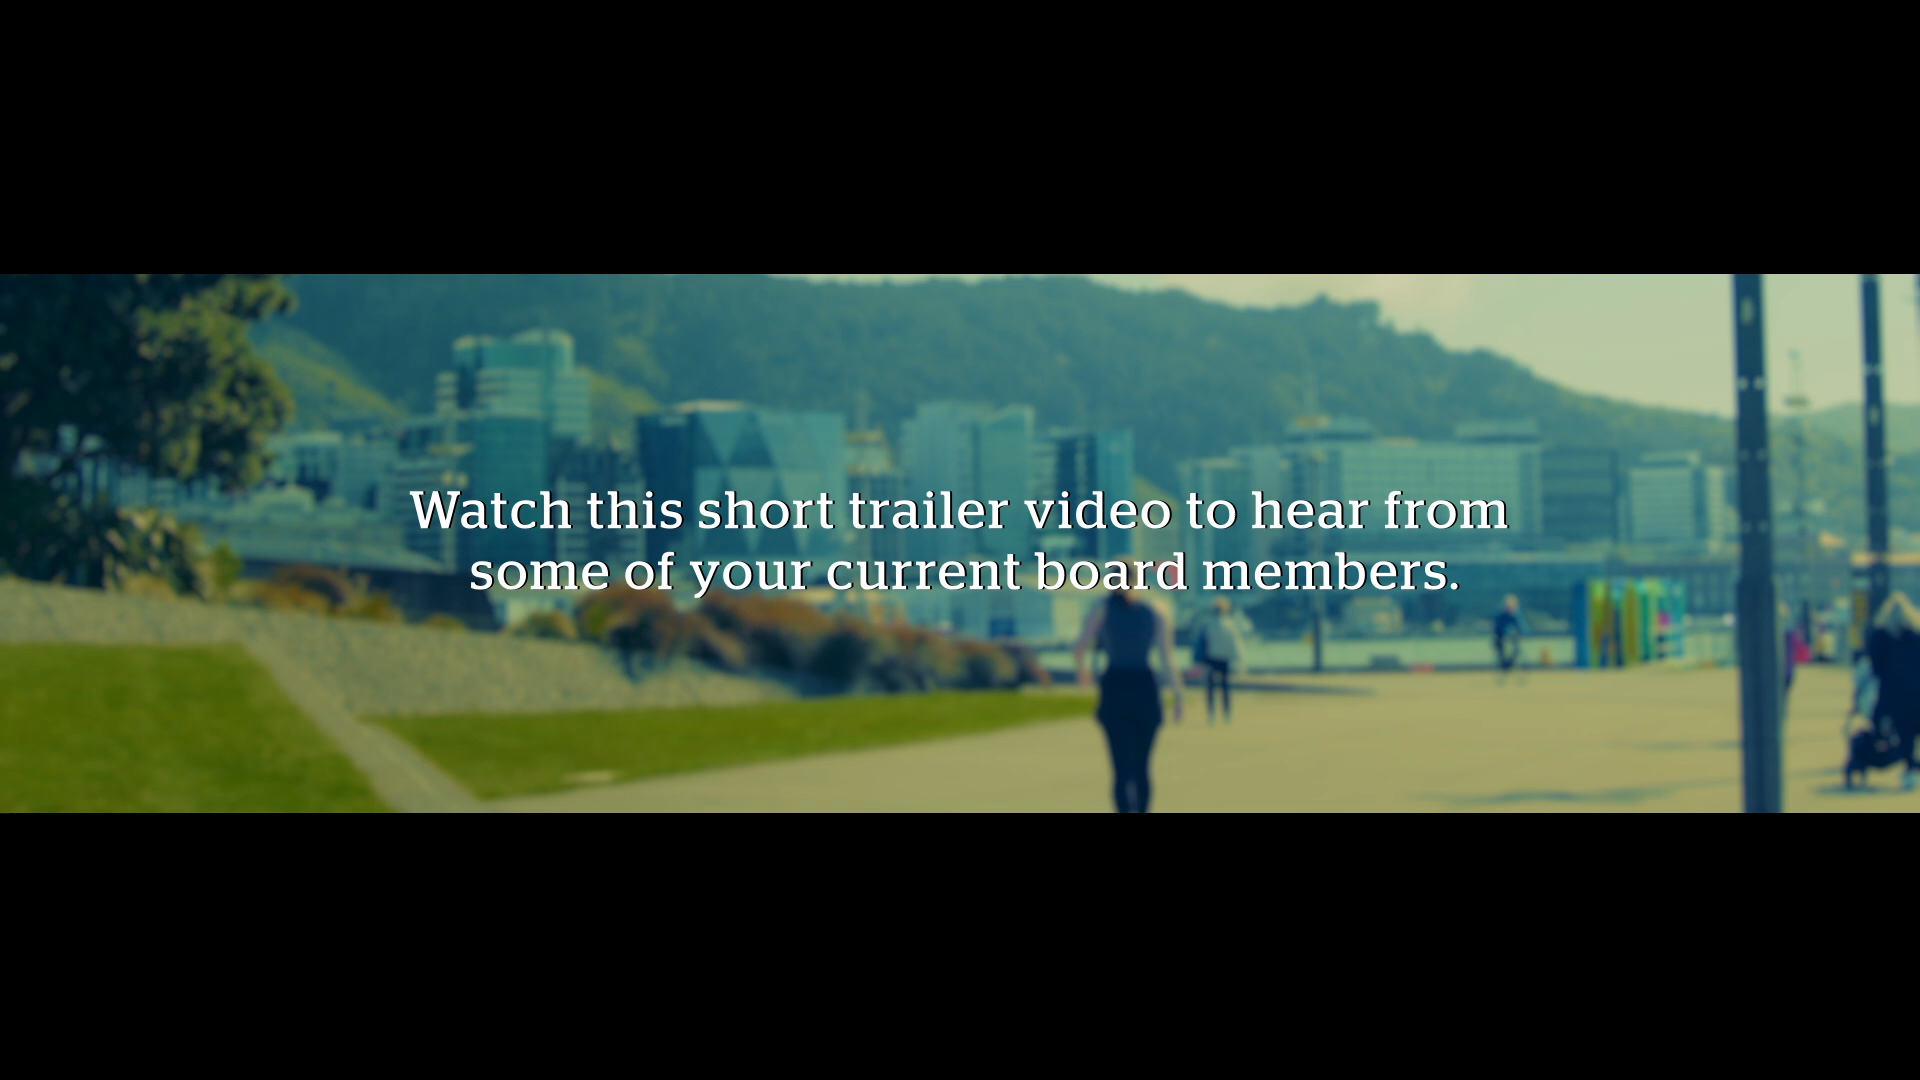 Watch this short trailer video to hear from
some of your current board members.